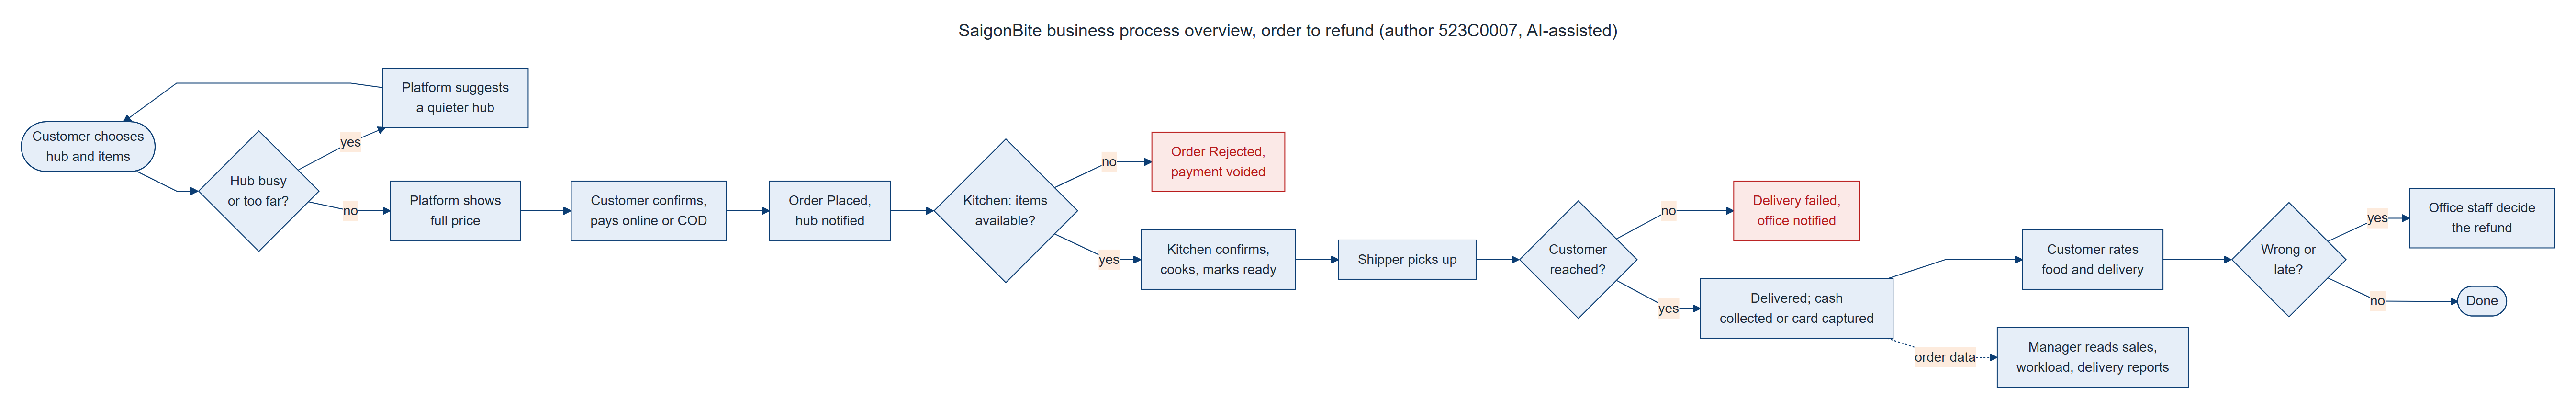 SaigonBite business process overview, order to refund (author 523C0007, AI-assisted)
Customer chooses
hub and items
Hub busy
or too far?
yes
Platform suggests
a quieter hub
no
Platform shows
full price
Customer confirms,
pays online or COD
Order Placed,
hub notified
Kitchen: items
available?
no
Order Rejected,
payment voided
yes
Kitchen confirms,
cooks, marks ready
Shipper picks up
Customer
reached?
no
Delivery failed,
office notified
yes
Delivered; cash
collected or card captured
order data
Manager reads sales,
workload, delivery reports
Customer rates
food and delivery
Wrong or
late?
yes
Office staff decide
the refund
no
Done